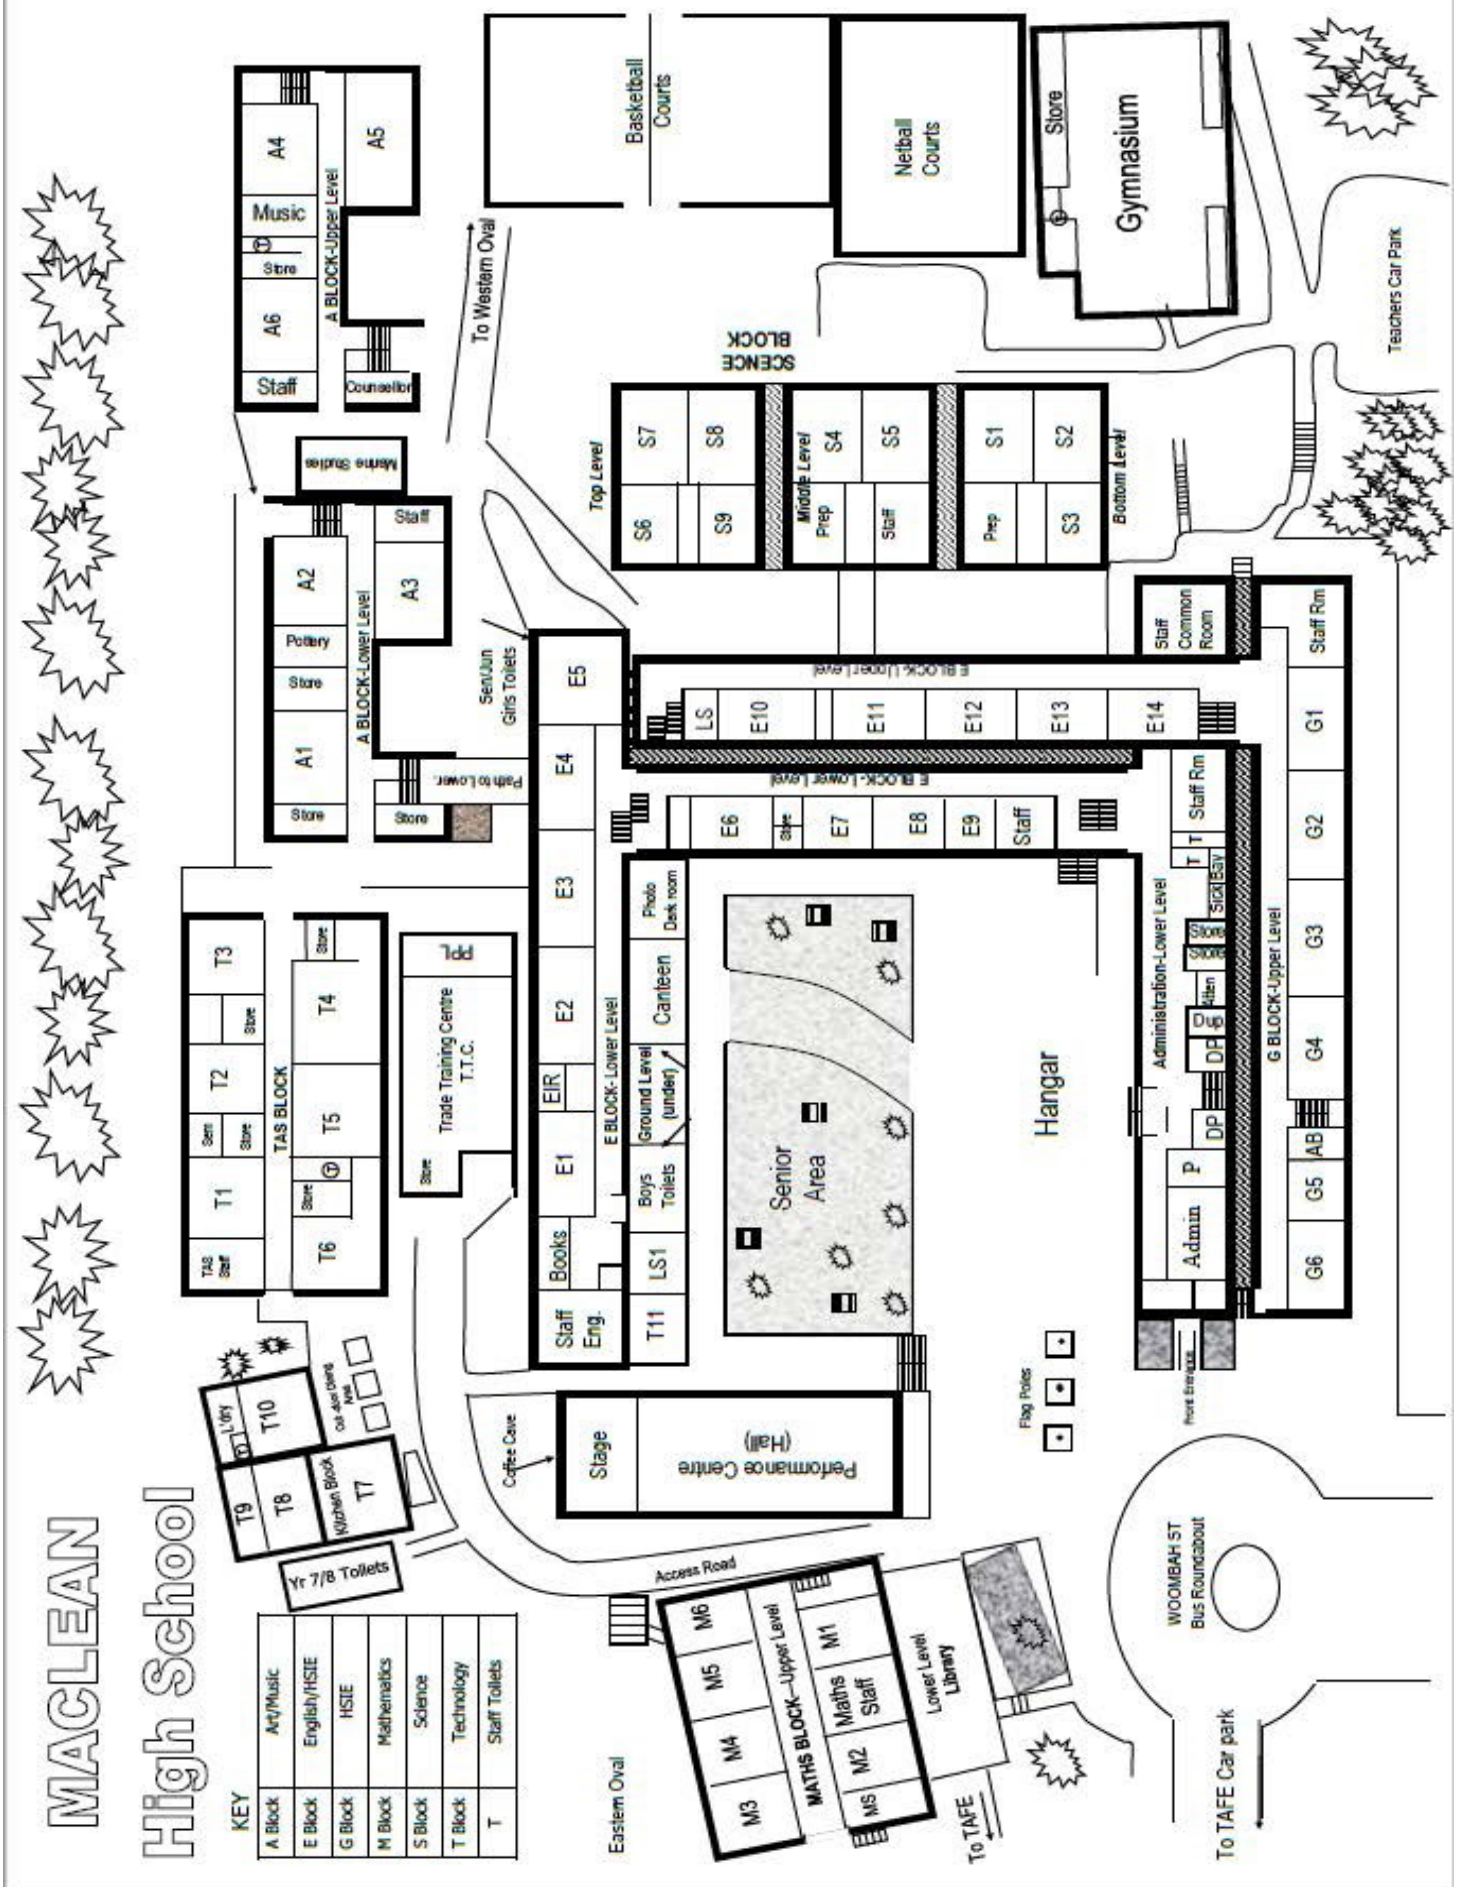 MACLEAN
High School
KEY
A Block Art/Music
E Block English/HSIE
G Block HSIE
M Block Mathematics
S Block Science
T Block Technology
T Staff Toilets
Yr 7/8 Toilets
T9
T8
Kitchen Block
T7
L'dry
T
T10
Area
TAS
Staff
T1
Sem
Store
T2
Store
T3
TAS BLOCK
T6
Store
T
T5
T4
Store
Store
Trade Training Centre
T.T.C.
PPL
Store
A1
Store
Pottery
A2
A BLOCK-Lower Level
Store
A3
Staff
Path to Lower.
Marine Studies
Staff
A6
Store
T
Music
A4
A BLOCK-Upper Level
Counsellor
A5
To Western Oval
Basketball
Courts
Netball
Courts
Store
T
Gymnasium
Teachers Car Park
SCENCE
BLOCK
Top Level
S6
S7
S9
S8
Middle Level
Prep
S4
Staff
S5
Prep
S1
S3
S2
Bottom Level
Sen/Jun
Girls Toilets
Staff
Eng.
Books
E1
EIR
E2
E3
E4
E5
E BLOCK- Lower Level
T11
LS1
Boys
Toilets
Ground Level
(under)
Canteen
Photo
Dark room
E BLOCK-Upper Level
LS
E10
E11
E12
E13
E14
E BLOCK-Lower Level
E6
Store
E7
E8
E9
Staff
Senior
Area
Hangar
Staff
Common
Room
Administration-Lower Level
Admin
P
DP
DP
Dup.
Atten
Store
Store
Sick Bay
T
T
Staff Rm
G BLOCK-Upper Level
G6
G5
AB
G4
G3
G2
G1
Staff Rm
Front Entrance
Flag Poles
Coffee Cave
Stage
Performance Centre
(Hall)
Access Road
Eastern Oval
M6
M5
M4
M3
MATHS BLOCK—Upper Level
M1
Maths
Staff
M2
MS
Lower Level
Library
To TAFE
WOOMBAH ST
Bus Roundabout
To TAFE Car park